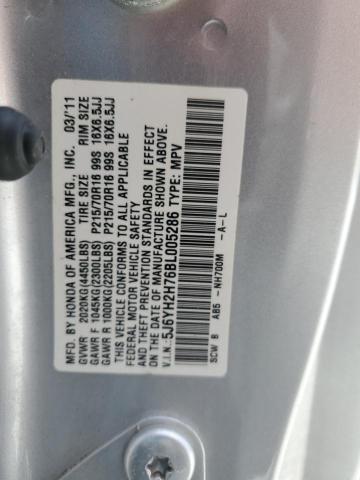 MFD. BY HONDA OF AMERICA MFG., INC. 03/'11
GVWR 2020KG(4450LBS) TIRE SIZE: RIM SIZE
GAWR F 1045KG(2300LBS) P215/70R16 99S 16X6.5JJ
GAWR R 1000KG(2205LBS) P215/70R16 99S 16X6.5JJ
THIS VEHICLE CONFORMS TO ALL APPLICABLE
FEDERAL MOTOR VEHICLE SAFETY
AND THEFT PREVENTION STANDARDS IN EFFECT
ON THE DATE OF MANUFACTURE SHOWN ABOVE.
V.I.N.: 5J6YH2H76BL005286 TYPE: MPV
SCW B AB5 -NH700M -A-L